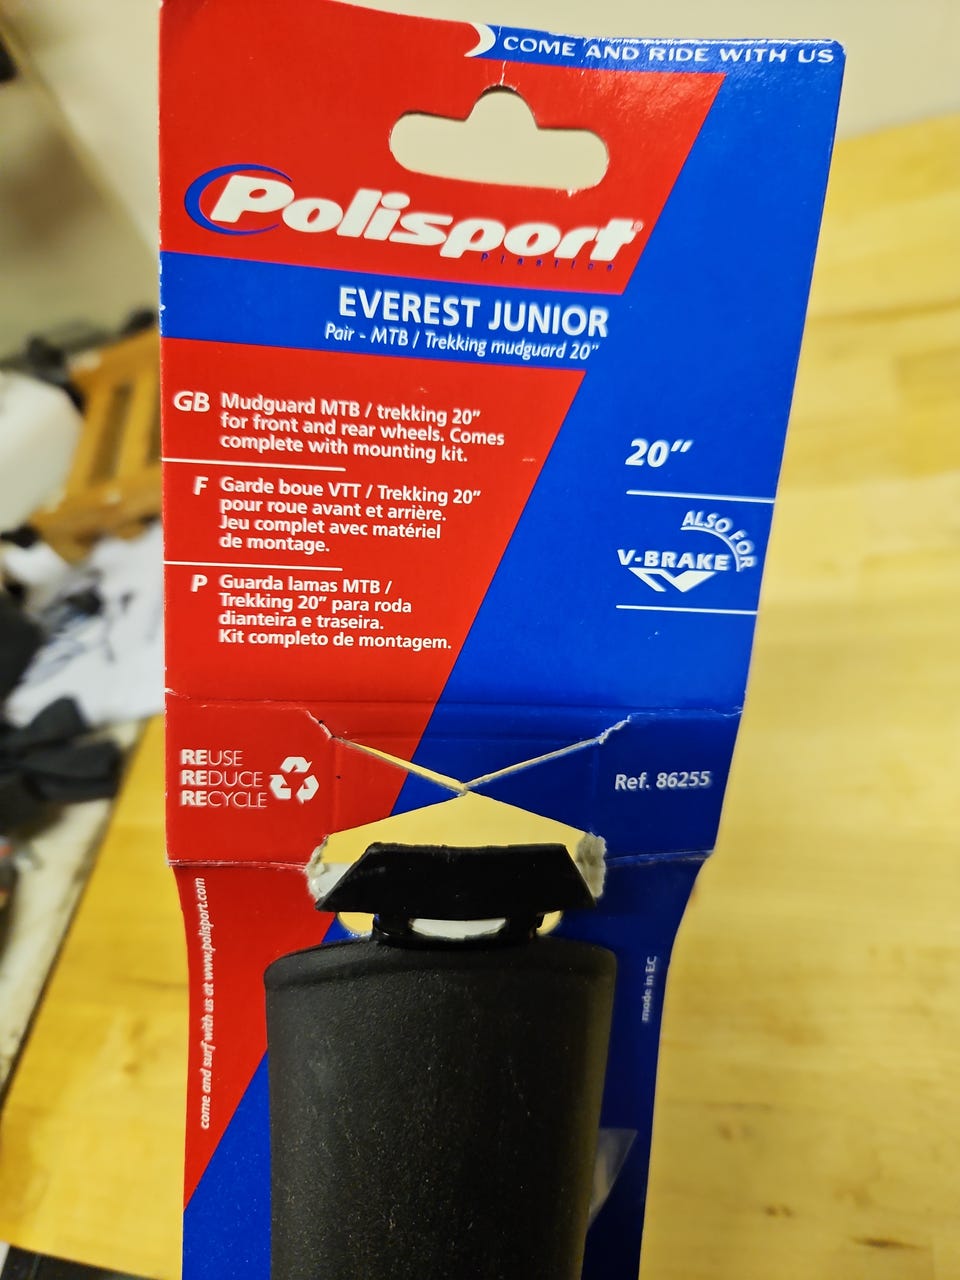 COME AND RIDE WITH US
Polisport®
Plastics
EVEREST JUNIOR
Pair - MTB / Trekking mudguard 20”
GB Mudguard MTB / trekking 20”
for front and rear wheels. Comes
complete with mounting kit.
F Garde boue VTT / Trekking 20”
pour roue avant et arrière.
Jeu complet avec matériel
de montage.
P Guarda lamas MTB /
Trekking 20” para roda
dianteira e traseira.
Kit completo de montagem.
20”
ALSO FOR
V-BRAKE
REUSE
REDUCE
RECYCLE
Ref. 86255
come and surf with us at www.polisport.com
made in EC